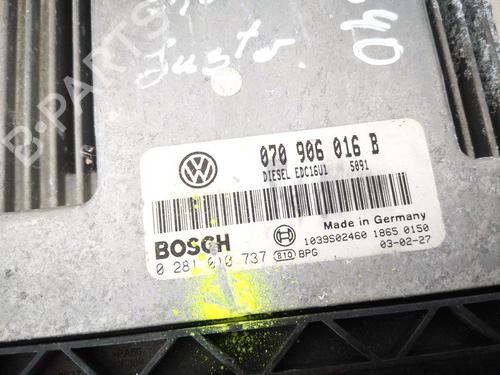 B-PARTS
070 906 016 B
DIESEL EDC16U1 5091
Made in Germany
BOSCH
1039S02460 1865 0150
0 281 010 737 810 BPG 03-02-27